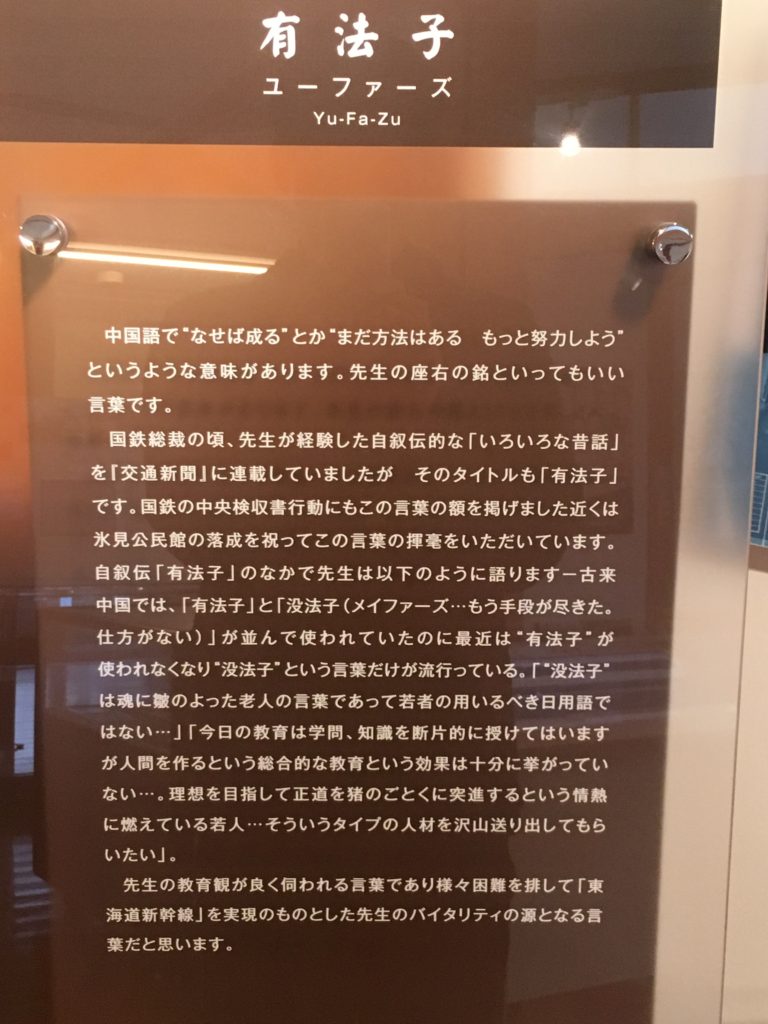 有法子
ユーファーズ
Yu-Fa-Zu
中国語で“なせば成る”とか“まだ方法はある　もっと努力しよう”
というような意味があります。先生の座右の銘といってもいい
言葉です。
国鉄総裁の頃、先生が経験した自叙伝的な「いろいろな昔話」
を『交通新聞』に連載していましたが　そのタイトルも「有法子」
です。国鉄の中央検収書行動にもこの言葉の額を掲げました近くは
氷見公民館の落成を祝ってこの言葉の揮毫をいただいています。
自叙伝「有法子」のなかで先生は以下のように語ります－古来
中国では、「有法子」と「没法子（メイファーズ…もう手段が尽きた。
仕方がない）」が並んで使われていたのに最近は“有法子”が
使われなくなり“没法子”という言葉だけが流行っている。「“没法子”
は魂に皺のよった老人の言葉であって若者の用いるべき日用語で
はない…」「今日の教育は学問、知識を断片的に授けてはいます
が人間を作るという総合的な教育という効果は十分に挙がってい
ない…。理想を目指して正道を猪のごとくに突進するという情熱
に燃えている若人…そういうタイプの人材を沢山送り出してもら
いたい」。
先生の教育観が良く伺われる言葉であり様々困難を排して「東
海道新幹線」を実現のものとした先生のバイタリティの源となる言
葉だと思います。